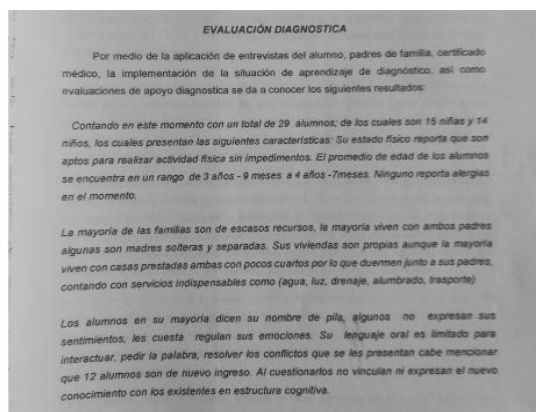 EVALUACIÓN DIAGNOSTICA
Por medio de la aplicación de entrevistas del alumno, padres de familia, certificado
médico, la implementación de la situación de aprendizaje de diagnóstico, así como
evaluaciones de apoyo diagnostica se da a conocer los siguientes resultados:
Contando en este momento con un total de 29 alumnos; de los cuales son 15 niñas y 14
niños, los cuales presentan las siguientes características: Su estado físico reporta que son
aptos para realizar actividad física sin impedimentos. El promedio de edad de los alumnos
se encuentra en un rango de 3 años - 9 meses a 4 años -7meses. Ninguno reporta alergias
en el momento.
La mayoría de las familias son de escasos recursos, la mayoría viven con ambos padres
algunas son madres solteras y separadas. Sus viviendas son propias aunque la mayoría
viven con casas prestadas ambas con pocos cuartos por lo que duermen junto a sus padres,
contando con servicios indispensables como (agua, luz, drenaje, alumbrado, trasporte)
Los alumnos en su mayoría dicen su nombre de pila, algunos no expresan sus
sentimientos, les cuesta regulan sus emociones. Su lenguaje oral es limitado para
interactuar, pedir la palabra, resolver los conflictos que se les presentan cabe mencionar
que 12 alumnos son de nuevo ingreso. Al cuestionarlos no vinculan ni expresan el nuevo
conocimiento con los existentes en estructura cognitiva.